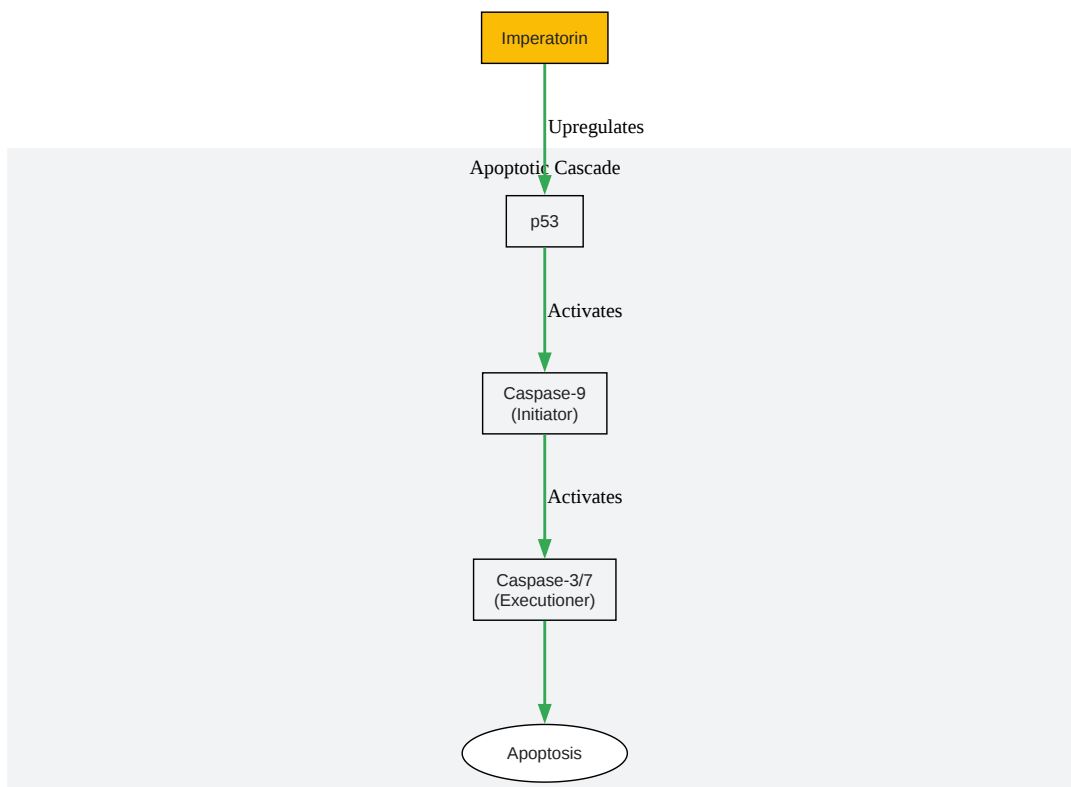 Imperatorin
Upregulates
Apoptotic Cascade
p53
Activates
Caspase-9
(Initiator)
Activates
Caspase-3/7
(Executioner)
Apoptosis